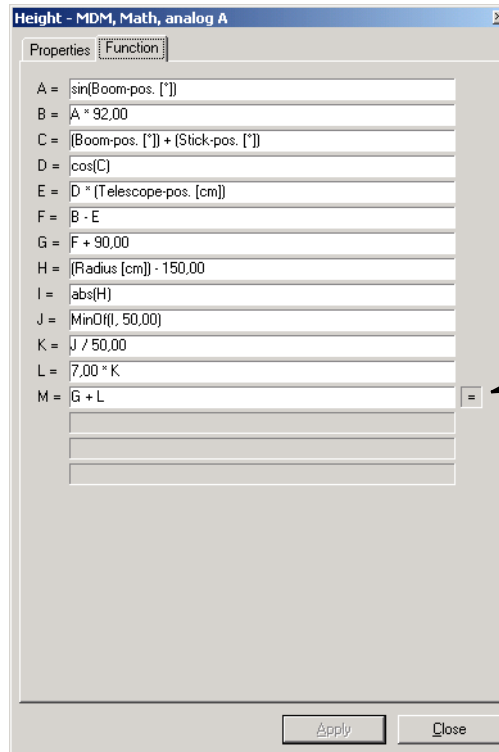 Height - MDM, Math, analog A
Properties Function
A = sin(Boom-pos. [°])
B = A * 92,00
C = (Boom-pos. [°]) + (Stick-pos. [°])
D = cos(C)
E = D * (Telescope-pos. [cm])
F = B - E
G = F + 90,00
H = (Radius [cm]) - 150,00
I = abs(H)
J = MinOf(I, 50,00)
K = J / 50,00
L = 7,00 * K
M = G + L =
Apply Close